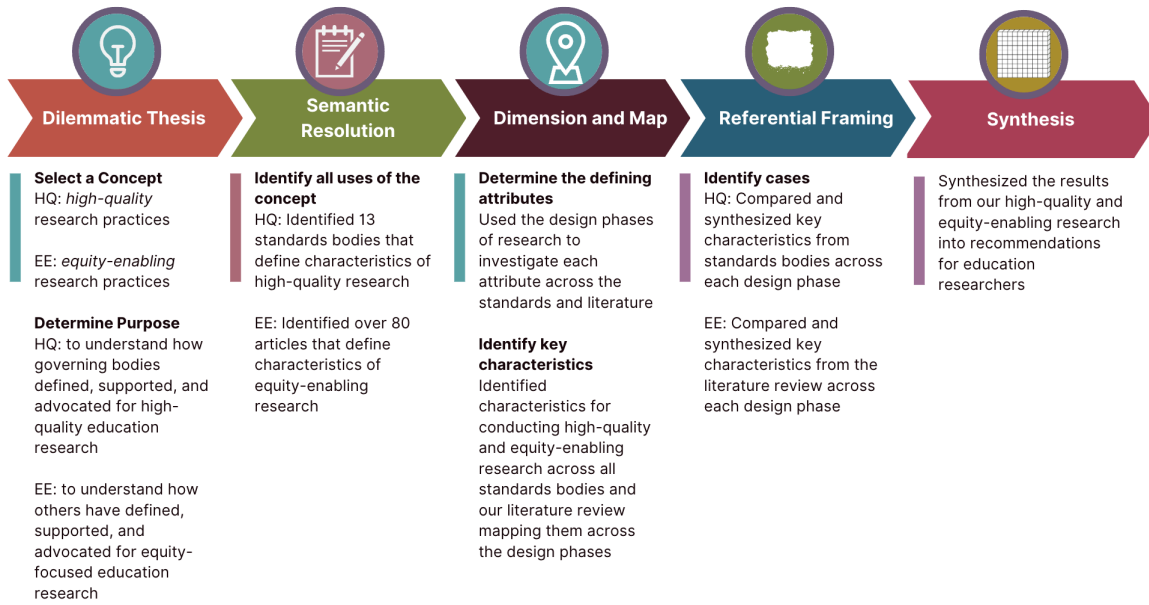 Dilemmatic Thesis
Select a Concept
HQ: high-quality
research practices
EE: equity-enabling
research practices
Determine Purpose
HQ: to understand how
governing bodies
defined, supported, and
advocated for high-
quality education
research
EE: to understand how
others have defined,
supported, and
advocated for equity-
focused education
research
Semantic
Resolution
Identify all uses of the
concept
HQ: Identified 13
standards bodies that
define characteristics of
high-quality research
EE: Identified over 80
articles that define
characteristics of
equity-enabling
research
Dimension and Map
Determine the defining
attributes
Used the design phases
of research to
investigate each
attribute across the
standards and literature
Identify key
characteristics
Identified
characteristics for
conducting high-quality
and equity-enabling
research across all
standards bodies and
our literature review
mapping them across
the design phases
Referential Framing
Identify cases
HQ: Compared and
synthesized key
characteristics from
standards bodies across
each design phase
EE: Compared and
synthesized key
characteristics from the
literature review across
each design phase
Synthesis
Synthesized the results
from our high-quality and
equity-enabling research
into recommendations
for education
researchers